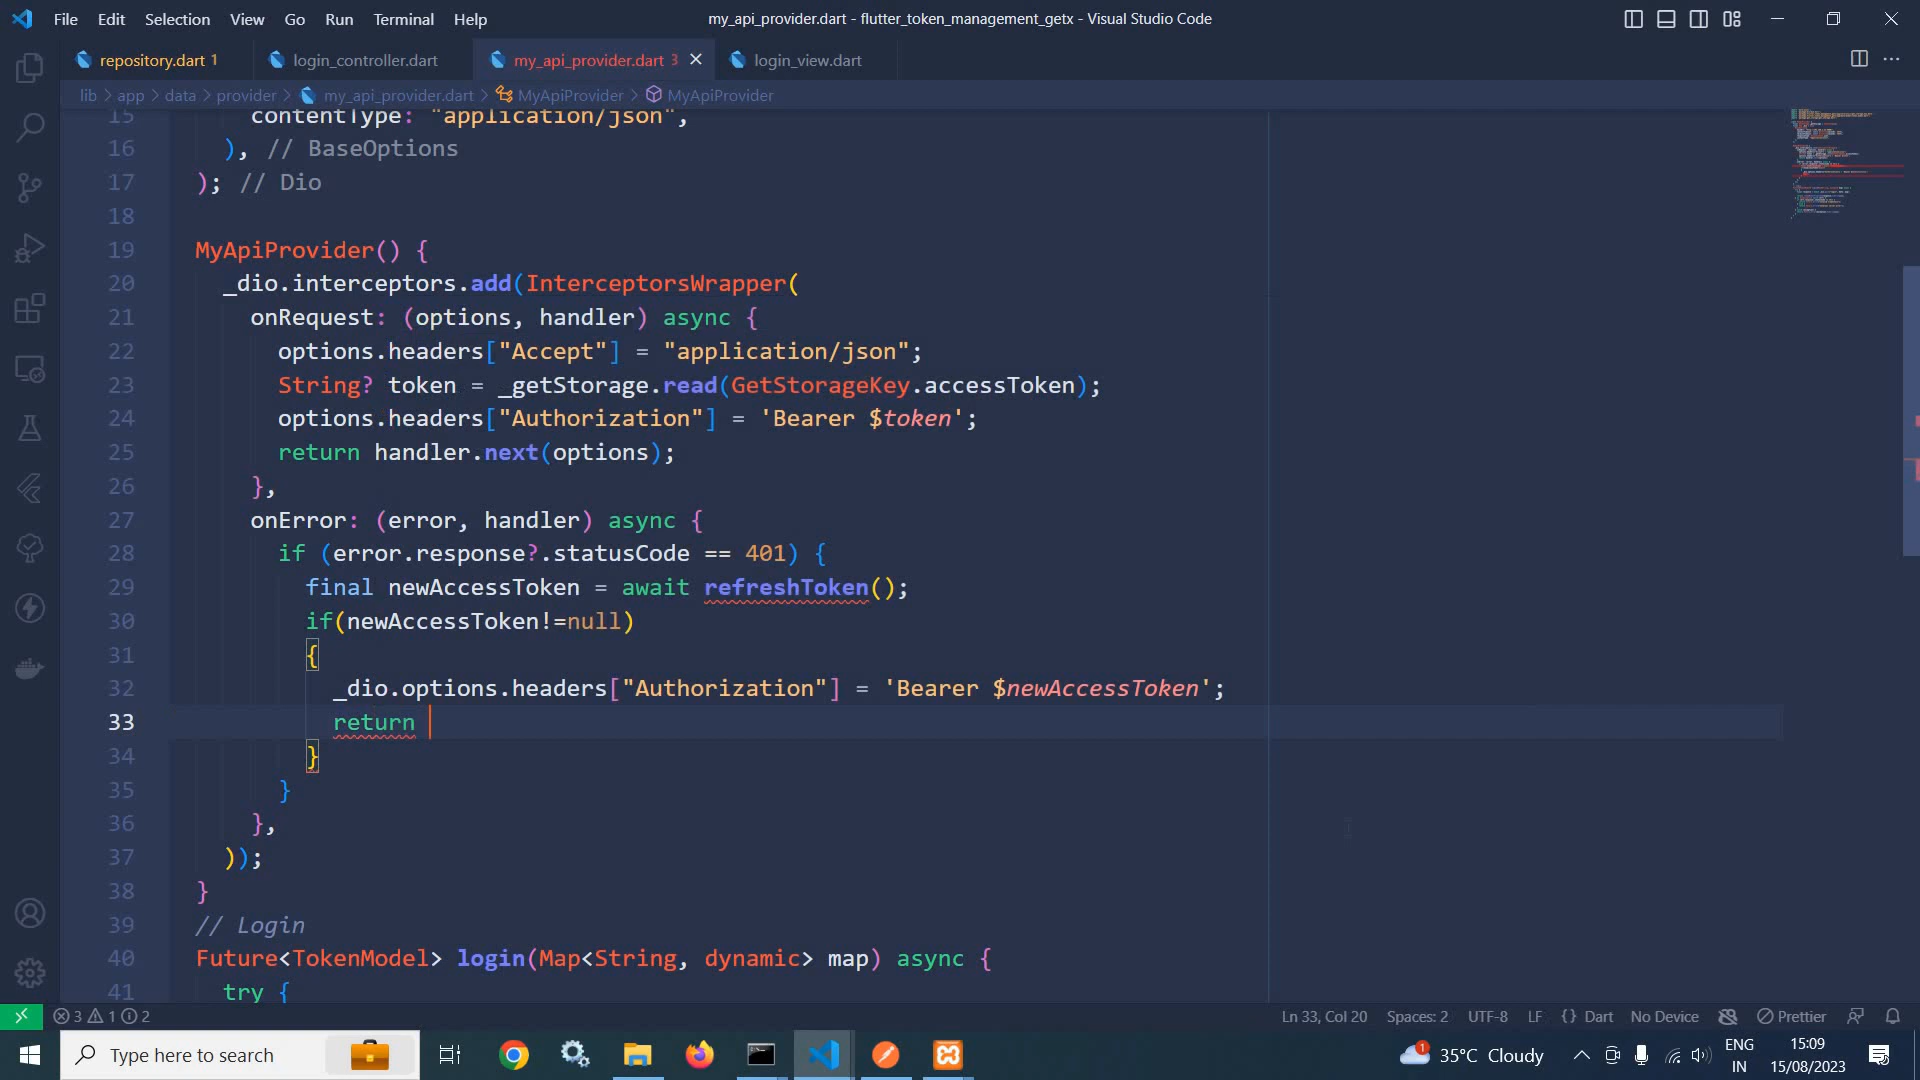 File Edit Selection View Go Run Terminal Help
my_api_provider.dart - flutter_token_management_getx - Visual Studio Code
repository.dart 1
login_controller.dart
my_api_provider.dart 3
login_view.dart
lib > app > data > provider > my_api_provider.dart > MyApiProvider > MyApiProvider
15 contentType: "application/json",
16 ), // BaseOptions
17 ); // Dio
18
19 MyApiProvider() {
20 _dio.interceptors.add(InterceptorsWrapper(
21 onRequest: (options, handler) async {
22 options.headers["Accept"] = "application/json";
23 String? token = _getStorage.read(GetStorageKey.accessToken);
24 options.headers["Authorization"] = 'Bearer $token';
25 return handler.next(options);
26 },
27 onError: (error, handler) async {
28 if (error.response?.statusCode == 401) {
29 final newAccessToken = await refreshToken();
30 if(newAccessToken!=null)
31 {
32 _dio.options.headers["Authorization"] = 'Bearer $newAccessToken';
33 return
34 }
35 }
36 },
37 ));
38 }
39 // Login
40 Future<TokenModel> login(Map<String, dynamic> map) async {
41 try {
3 1 2
Ln 33, Col 20 Spaces: 2 UTF-8 LF {} Dart No Device Prettier
Type here to search
1 35°C Cloudy
ENG
IN
15:09
15/08/2023